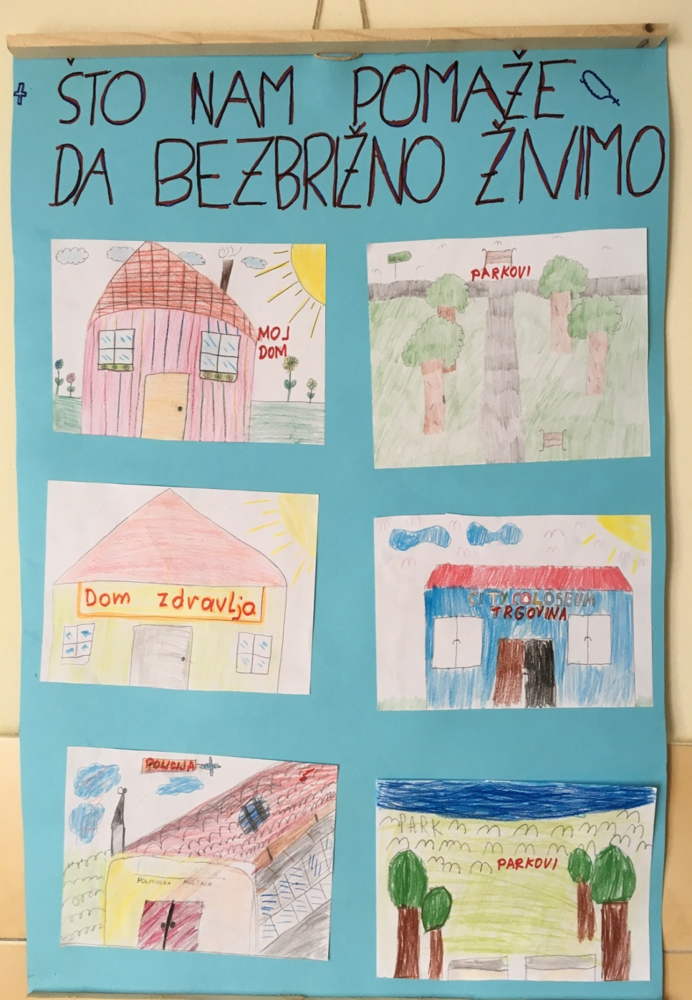 ŠTO NAM POMAŽE
DA BEZBRIŽNO ŽIVIMO
MOJ
DOM
PARKOVI
Dom zdravlja
CITY COLOSEUM
TRGOVINA
POLICIJA
POLICIJSKA POSTAJA
PARK
PARKOVI